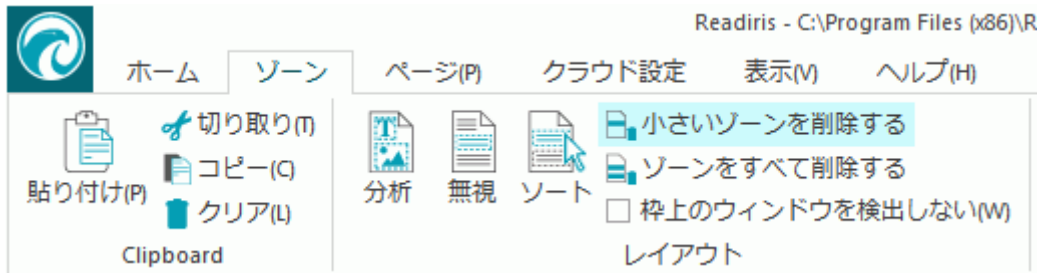 Readiris - C:\Program Files (x86)\R
ホーム ゾーン ページ(P) クラウド設定 表示(V) ヘルプ(H)
貼り付け(P)
切り取り(T)
コピー(C)
クリア(L)
Clipboard
分析 無視 ソート
小さいゾーンを削除する
ゾーンをすべて削除する
枠上のウィンドウを検出しない(W)
レイアウト